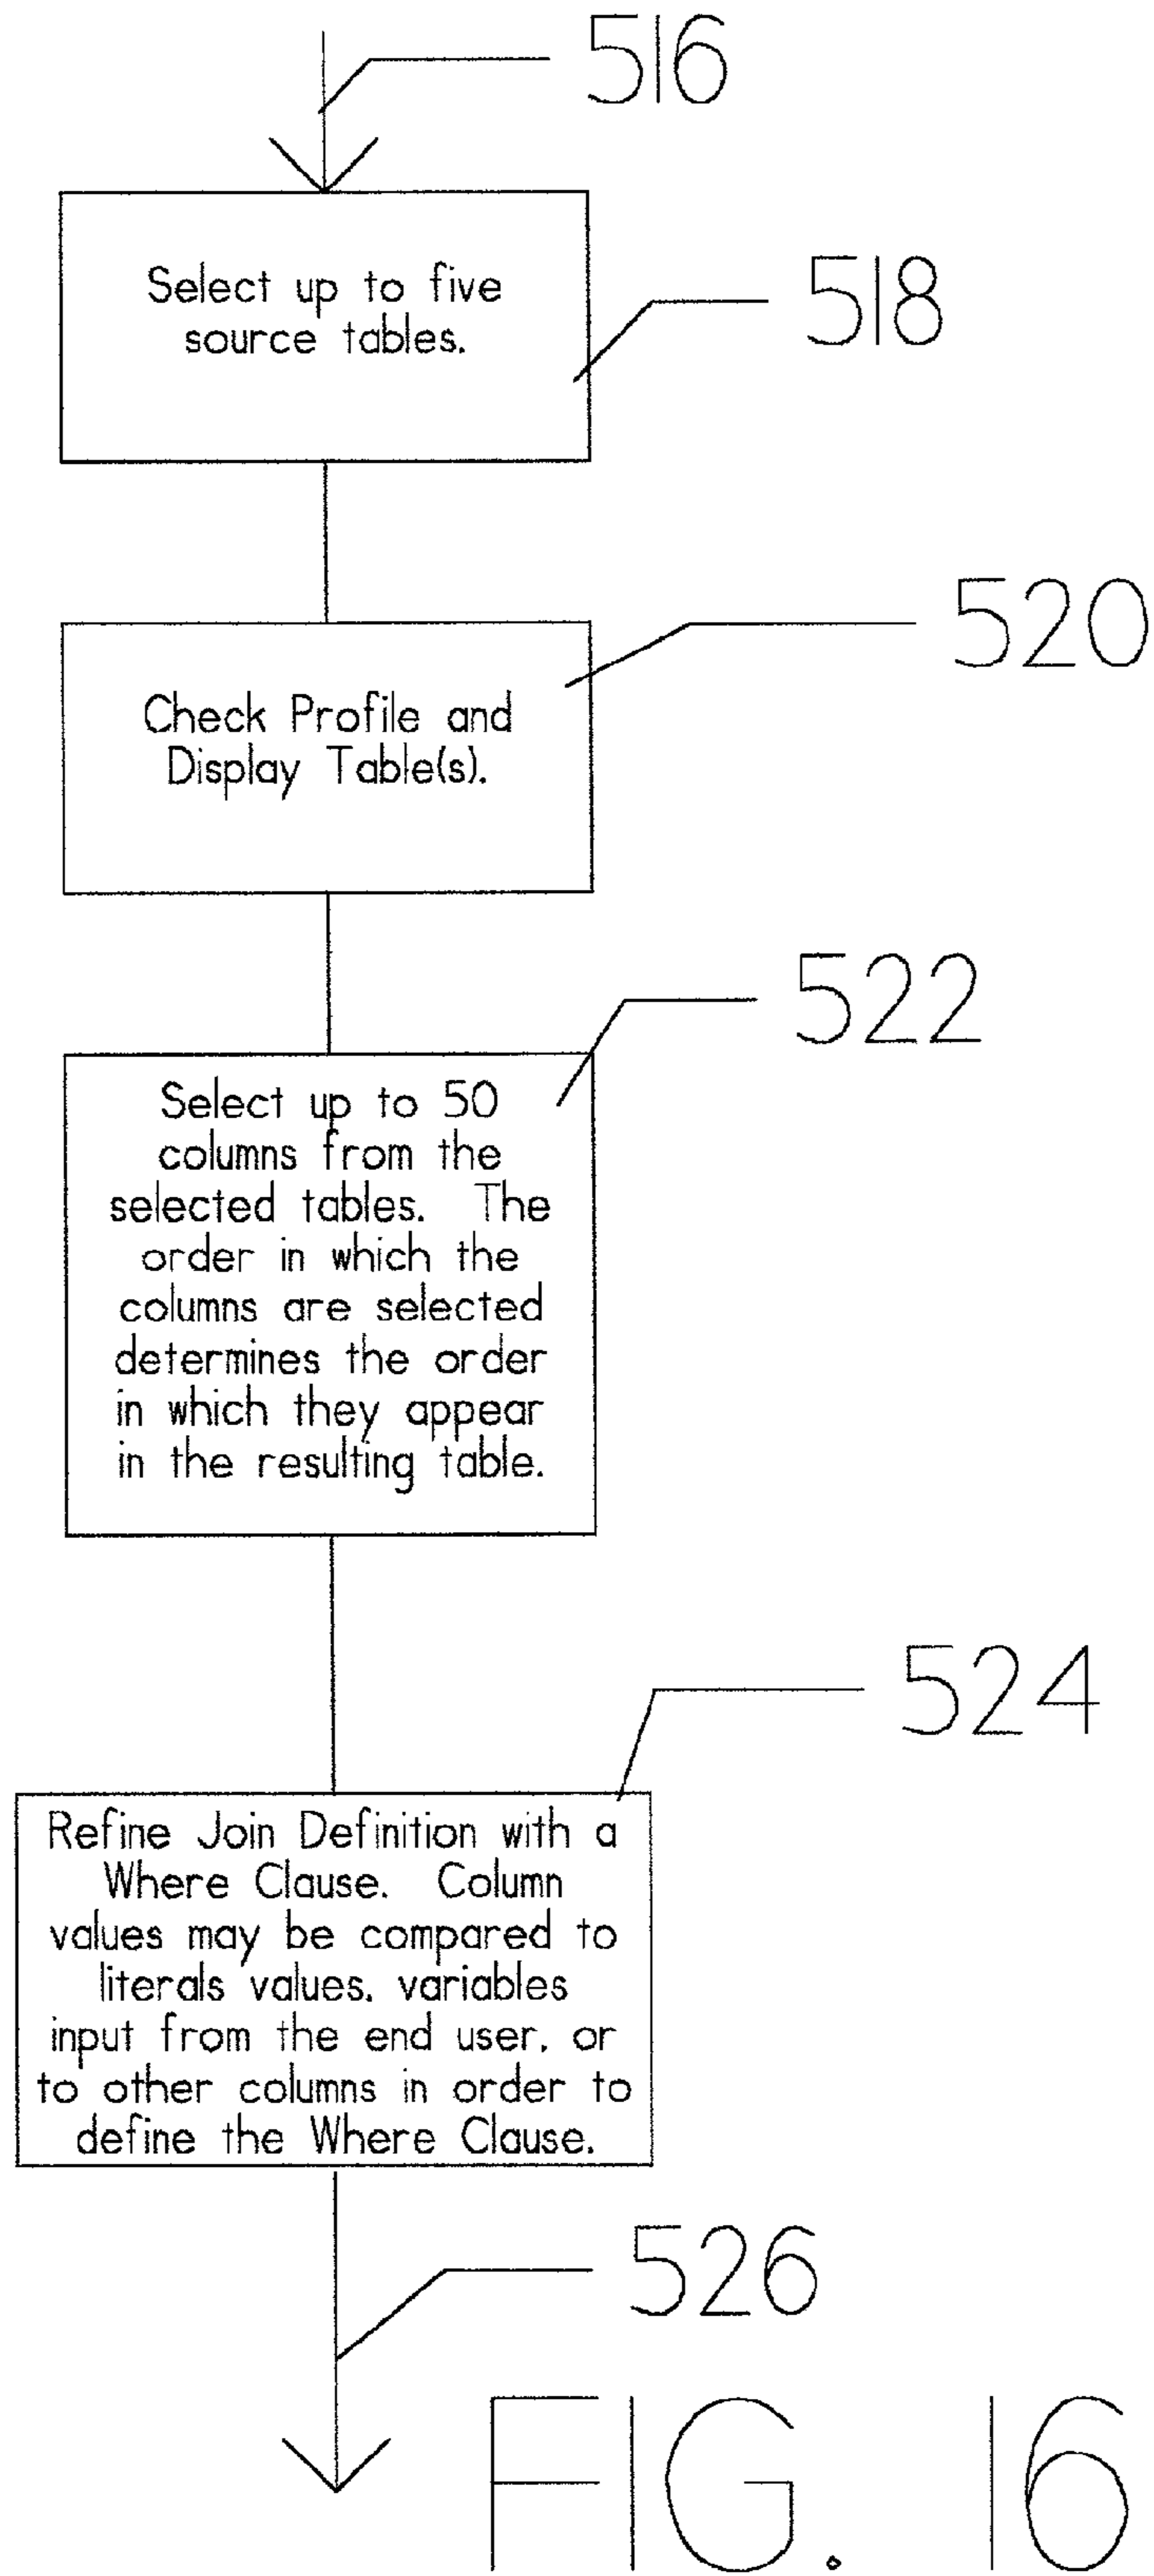 516
Select up to five
source tables.
518
520
Check Profile and
Display Table(s).
522
Select up to 50
columns from the
selected tables. The
order in which the
columns are selected
determines the order
in which they appear
in the resulting table.
524
Refine Join Definition with a
Where Clause. Column
values may be compared to
literals values, variables
input from the end user, or
to other columns in order to
define the Where Clause.
526
FIG. 16